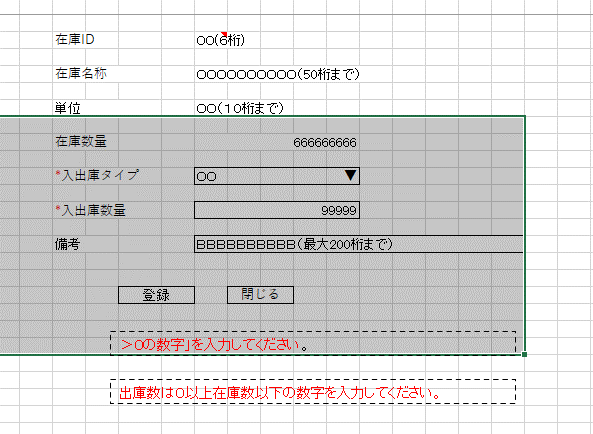 在庫ID OO(6桁)
在庫名称 OOOOOOOOOO(50桁まで)
単位 OO(10桁まで)
在庫数量 666666666
*入出庫タイプ OO ▼
*入出庫数量 99999
備考 BBBBBBBBBB(最大200桁まで)
登録 閉じる
>0の数字」を入力してください。
出庫数は0以上在庫数以下の数字を入力してください。